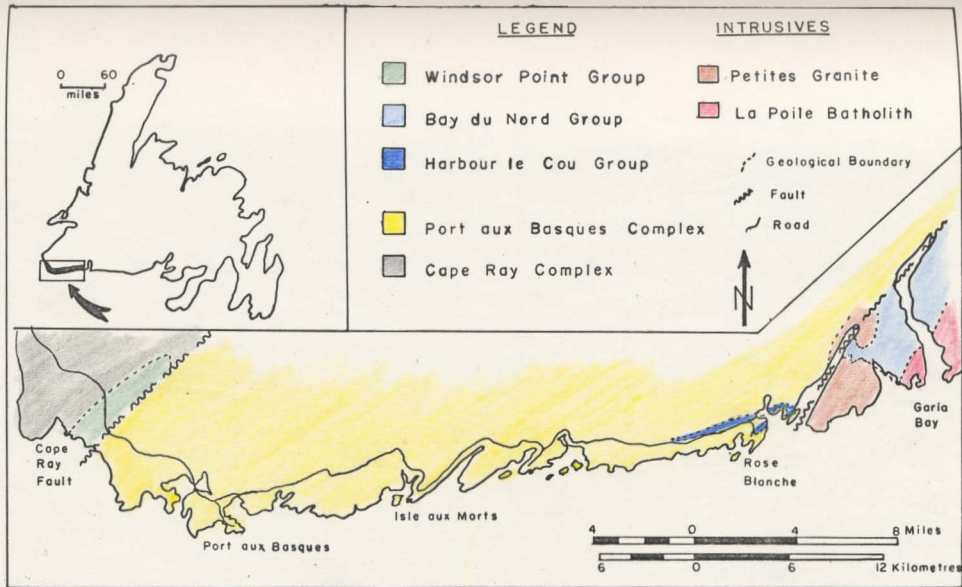 0 60
miles
LEGEND
Windsor Point Group
Bay du Nord Group
Harbour le Cou Group
Port aux Basques Complex
Cape Ray Complex
INTRUSIVES
Petites Granite
La Poile Batholith
Geological Boundary
Fault
Road
N
Cape
Ray
Fault
Port aux Basques
Isle aux Morts
Rose
Blanche
Garia
Bay
4 0 4 8 Miles
6 0 6 12 Kilometres